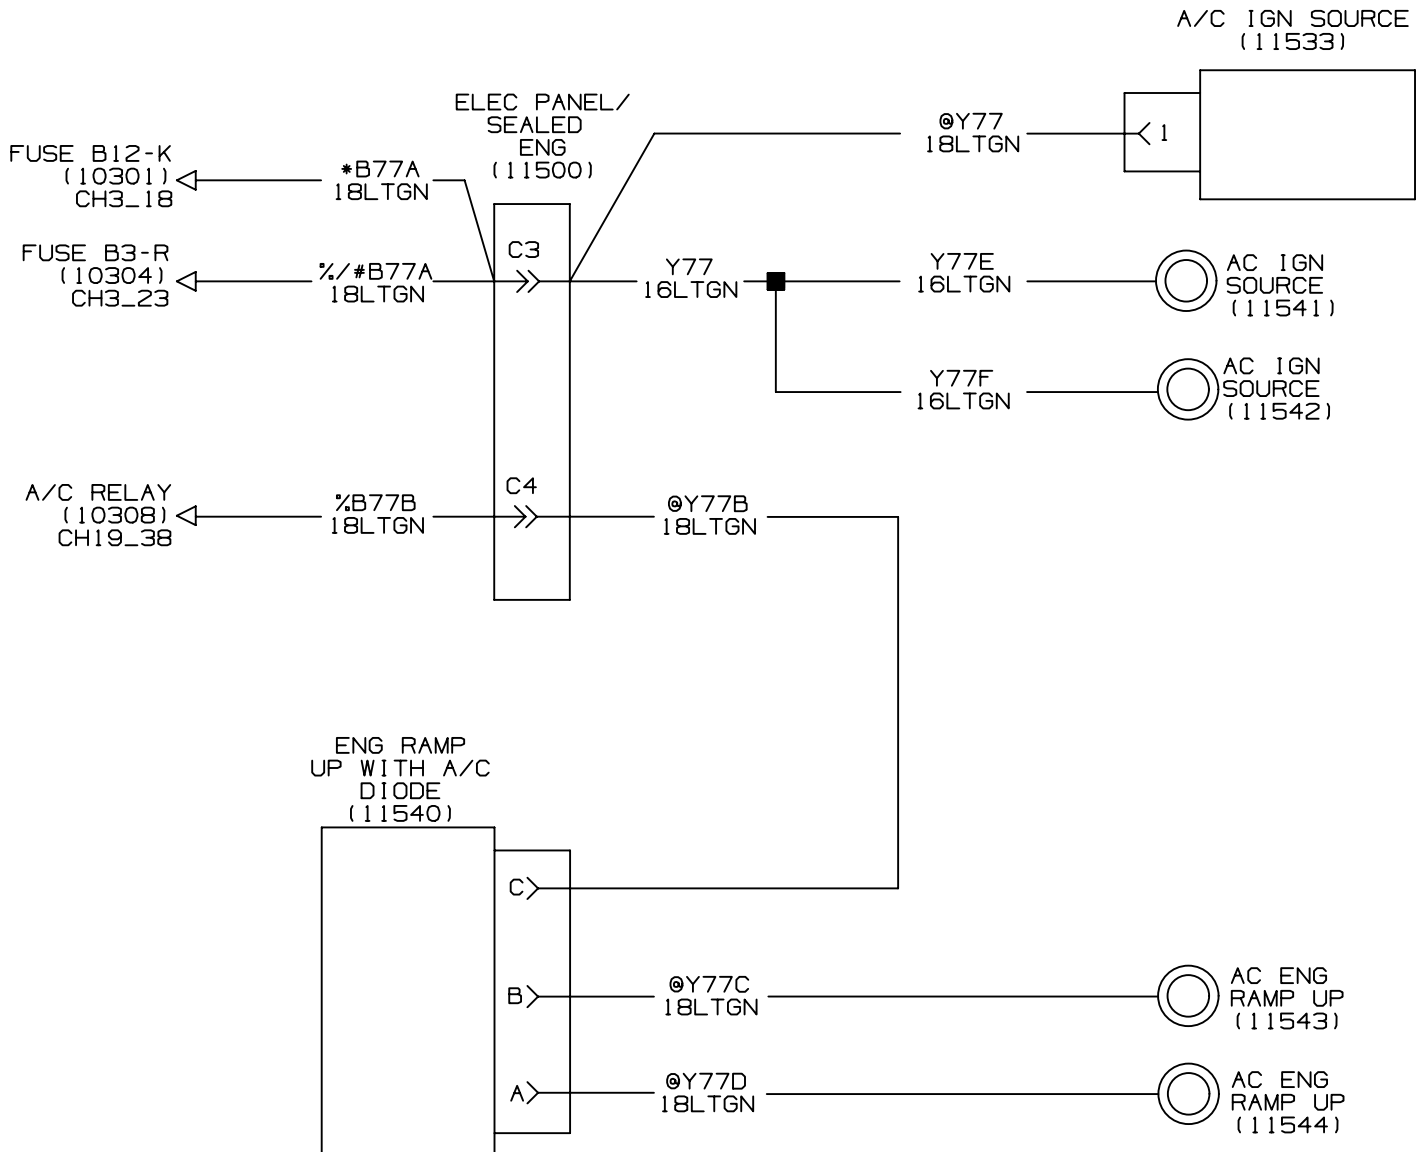 A/C IGN SOURCE
(11533)
1
@Y77
18LTGN
ELEC PANEL/
SEALED
ENG
(11500)
FUSE B12-K
(10301)
CH3_18
*B77A
18LTGN
FUSE B3-R
(10304)
CH3_23
%/#B77A
18LTGN
C3
Y77
16LTGN
Y77E
16LTGN
AC IGN
SOURCE
(11541)
Y77F
16LTGN
AC IGN
SOURCE
(11542)
A/C RELAY
(10308)
CH19_38
%B77B
18LTGN
C4
@Y77B
18LTGN
ENG RAMP
UP WITH A/C
DIODE
(11540)
C
B
@Y77C
18LTGN
AC ENG
RAMP UP
(11543)
A
@Y77D
18LTGN
AC ENG
RAMP UP
(11544)